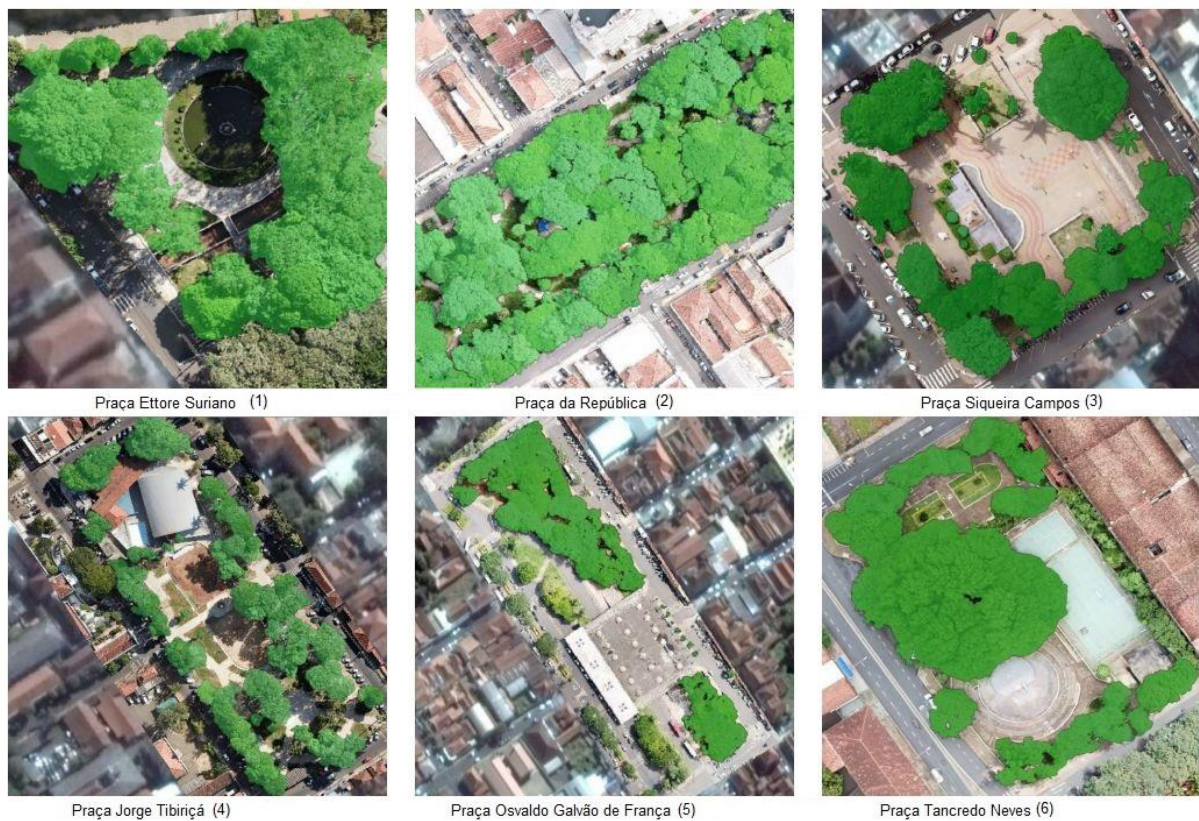 Praça Ettore Suriano (1)
Praça da República (2)
Praça Siqueira Campos (3)
Praça Jorge Tibiriçá (4)
Praça Osvaldo Galvão de França (5)
Praça Tancredo Neves (6)